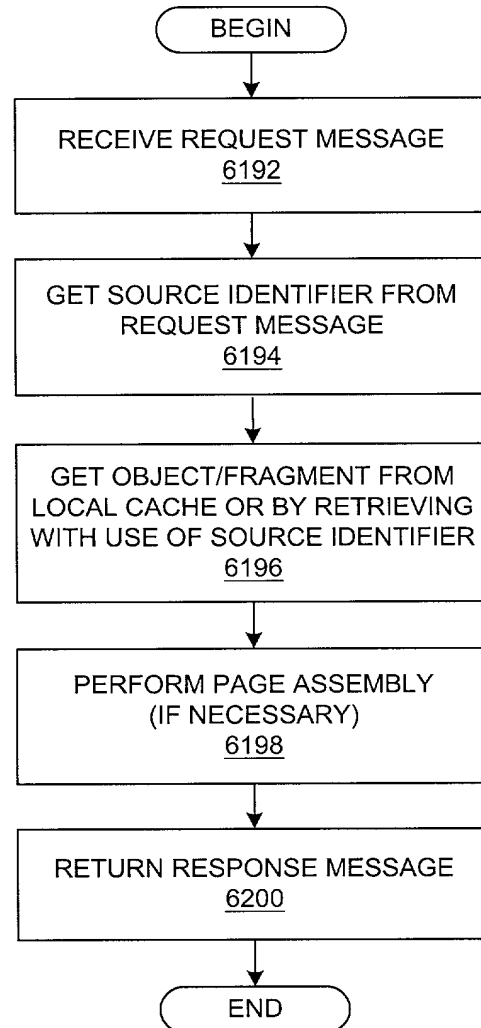 BEGIN
RECEIVE REQUEST MESSAGE
6192
GET SOURCE IDENTIFIER FROM
REQUEST MESSAGE
6194
GET OBJECT/FRAGMENT FROM
LOCAL CACHE OR BY RETRIEVING
WITH USE OF SOURCE IDENTIFIER
6196
PERFORM PAGE ASSEMBLY
(IF NECESSARY)
6198
RETURN RESPONSE MESSAGE
6200
END